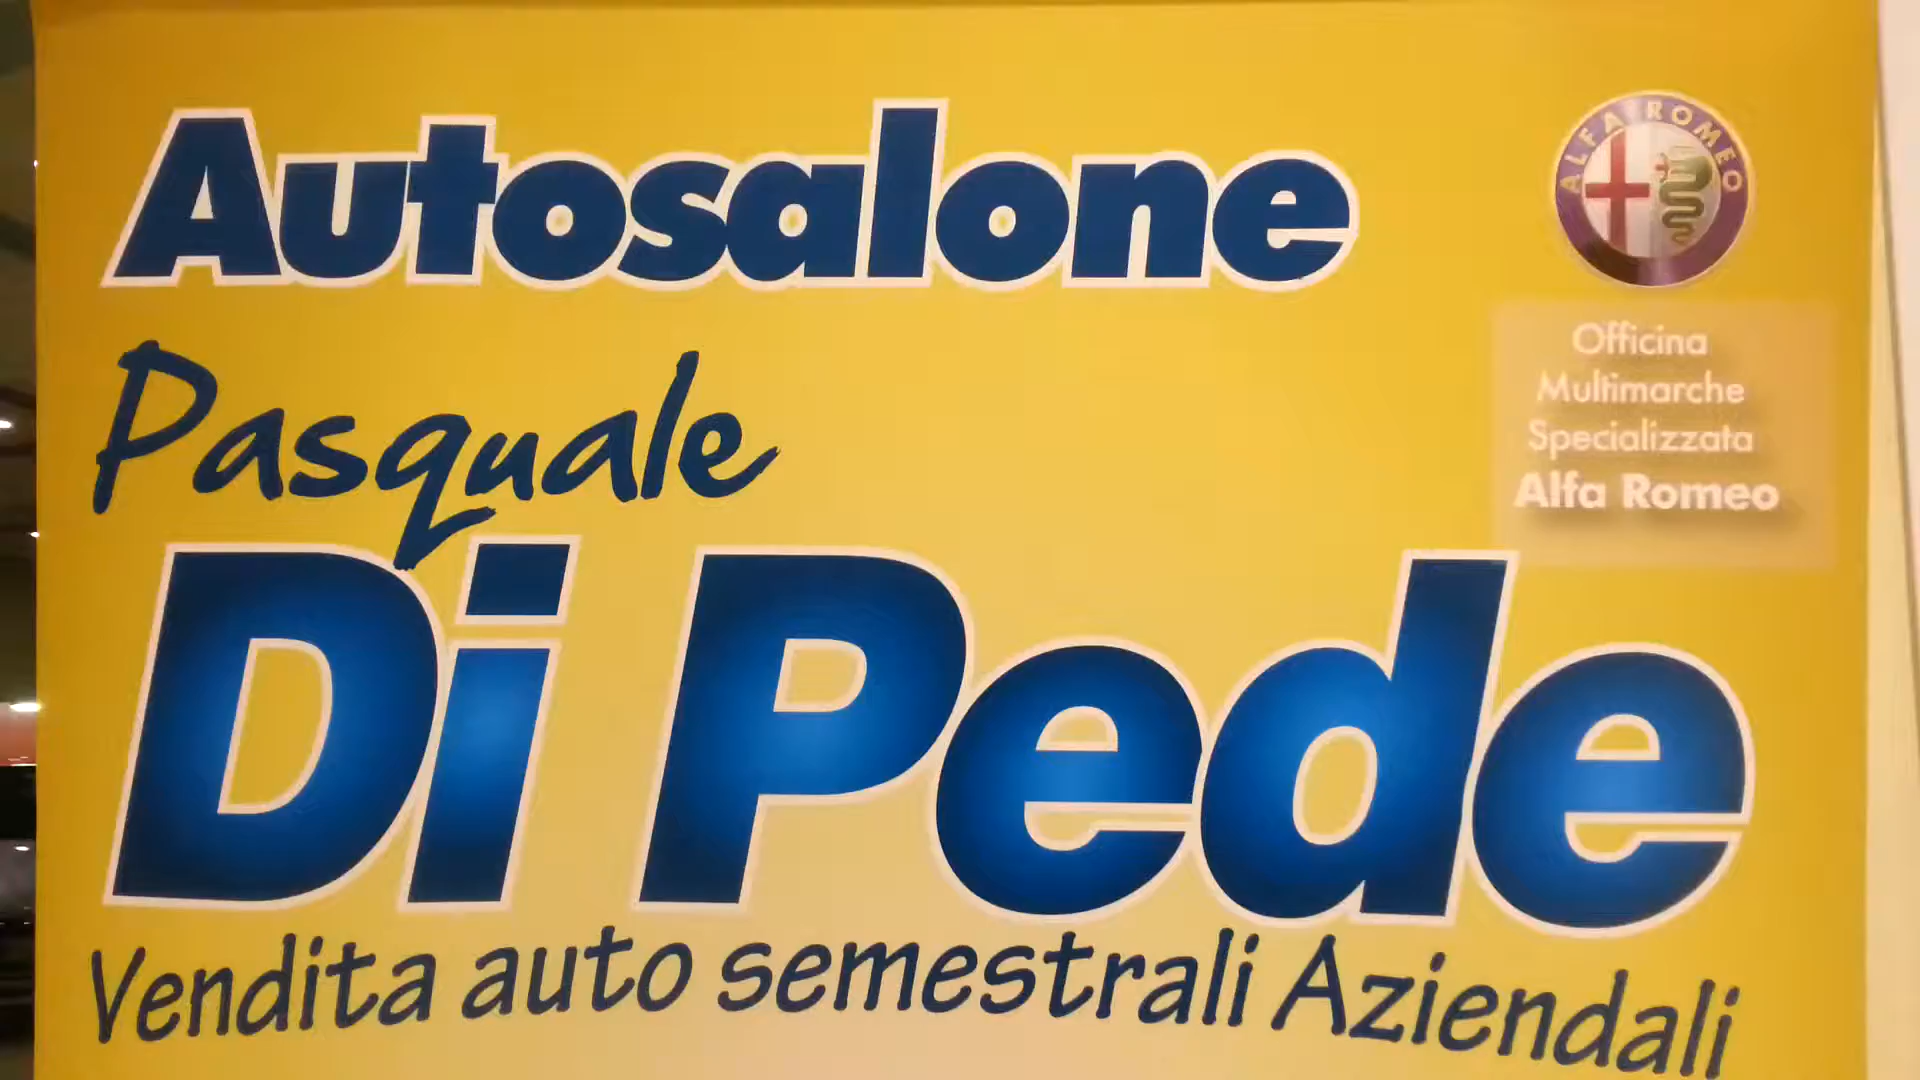 Autosalone
ALFA ROMEO
Officina
Multimarche
Specializzata
Alfa Romeo
Pasquale
Di Pede
Vendita auto semestrali Aziendali